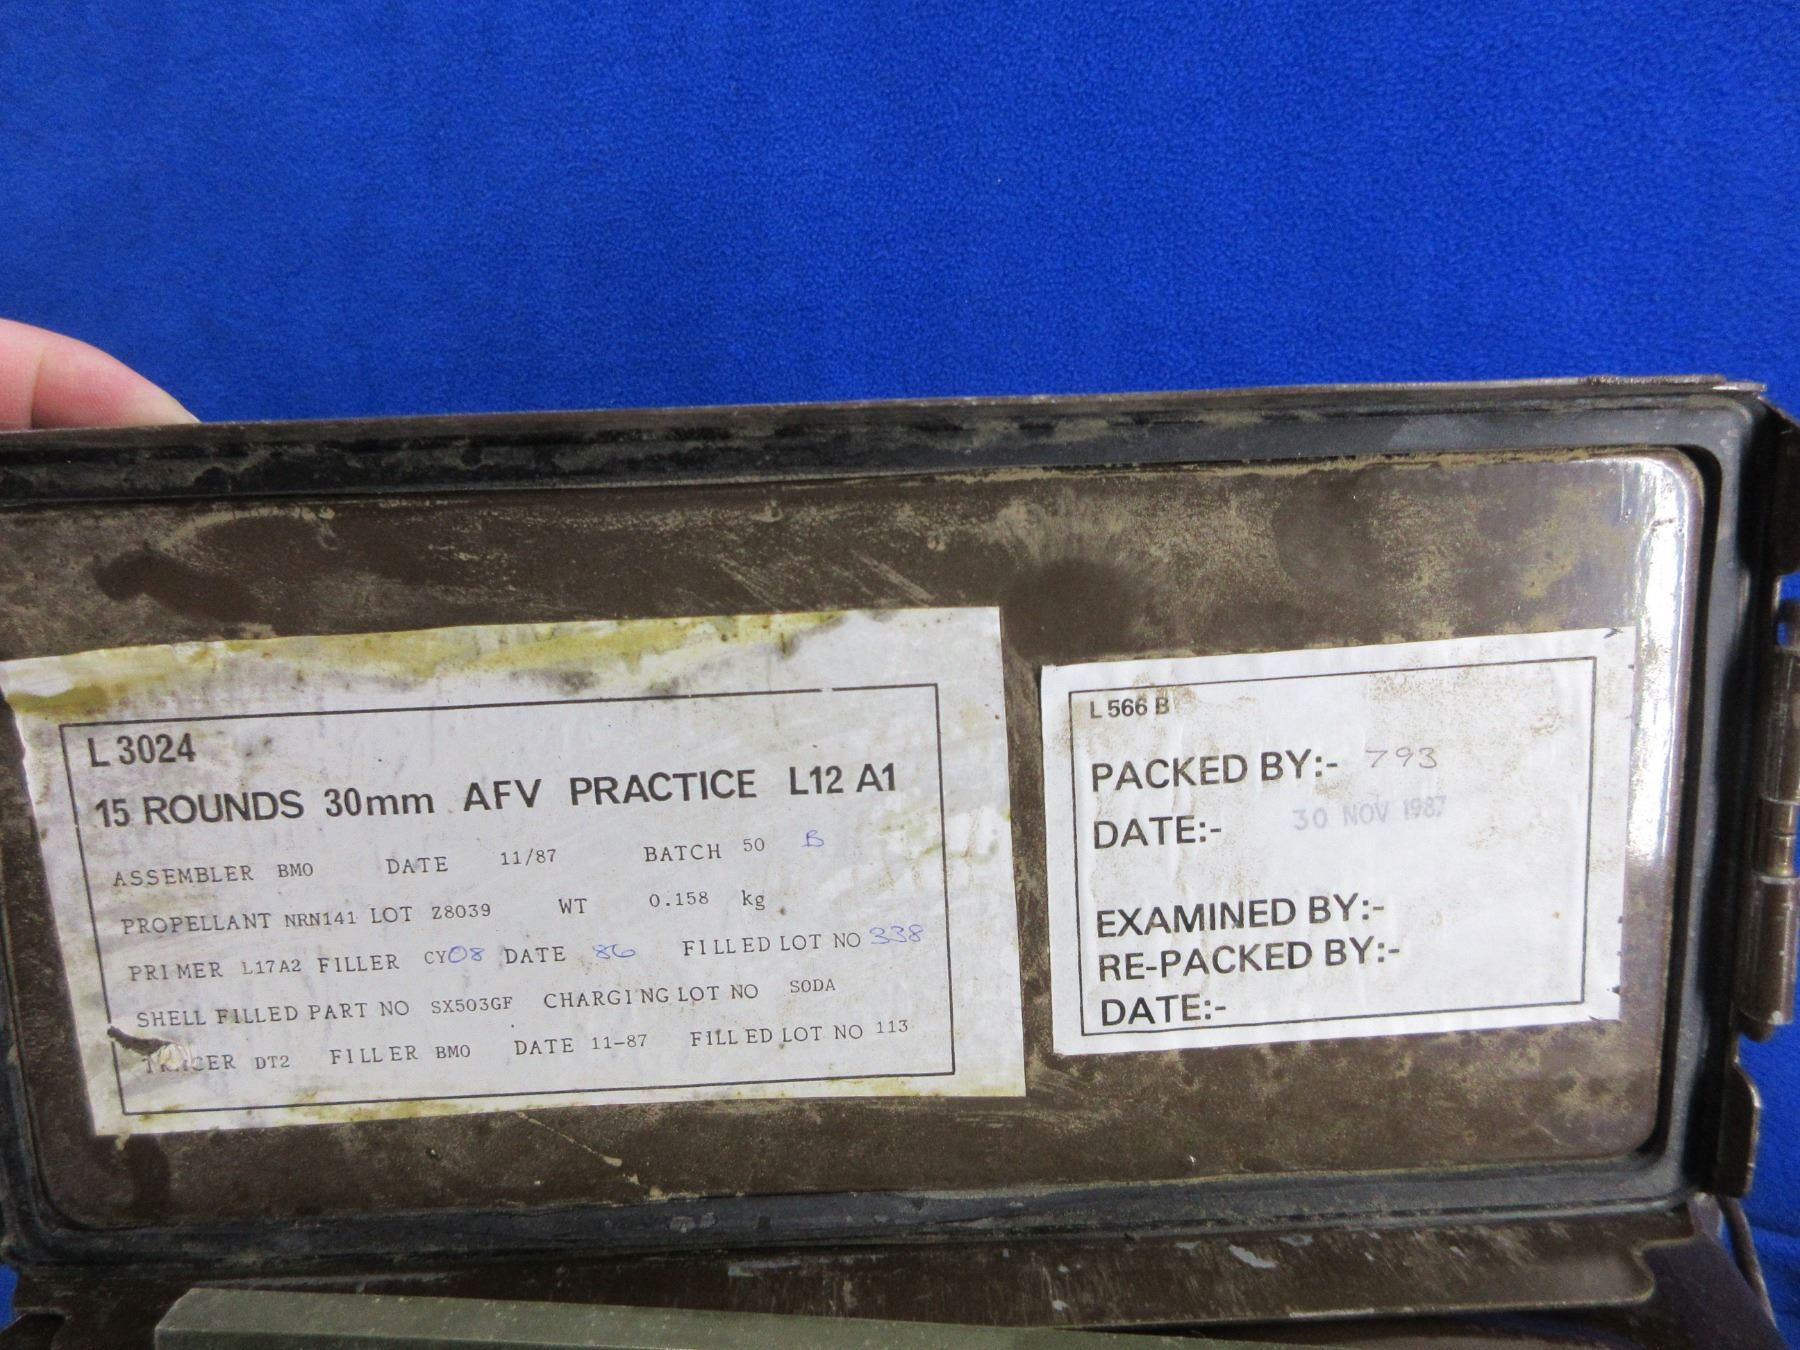 L 3024
15 ROUNDS 30mm AFV PRACTICE L12 A1
ASSEMBLER BMO DATE 11/87 BATCH 50 B
PROPELLANT NRN141 LOT Z8039 WT 0.158 kg
PRIMER L17A2 FILLER CY08 DATE 86 FILLED LOT NO 338
SHELL FILLED PART NO SX503GF CHARGING LOT NO SODA
TRACER DT2 FILLER BMO DATE 11-87 FILLED LOT NO 113
L 566 B
PACKED BY:- 793
DATE:- 30 NOV 1987
EXAMINED BY:-
RE-PACKED BY:-
DATE:-